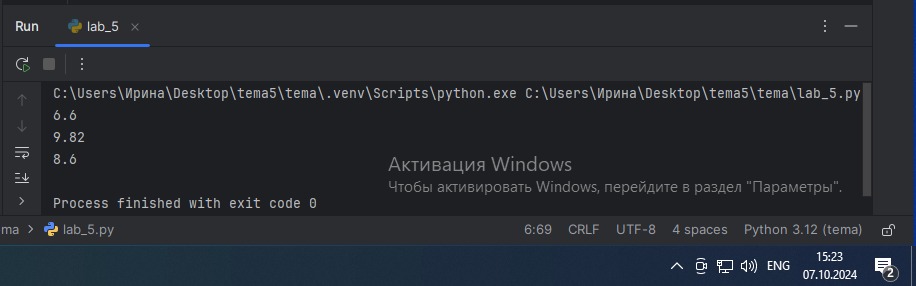 Run lab_5
C:\Users\Ирина\Desktop\tema5\tema\.venv\Scripts\python.exe C:\Users\Ирина\Desktop\tema5\tema\lab_5.py
6.6
9.82
8.6
Активация Windows
Чтобы активировать Windows, перейдите в раздел "Параметры".
Process finished with exit code 0
ma > lab_5.py 6:69 CRLF UTF-8 4 spaces Python 3.12 (tema)
ENG 15:23
07.10.2024 2